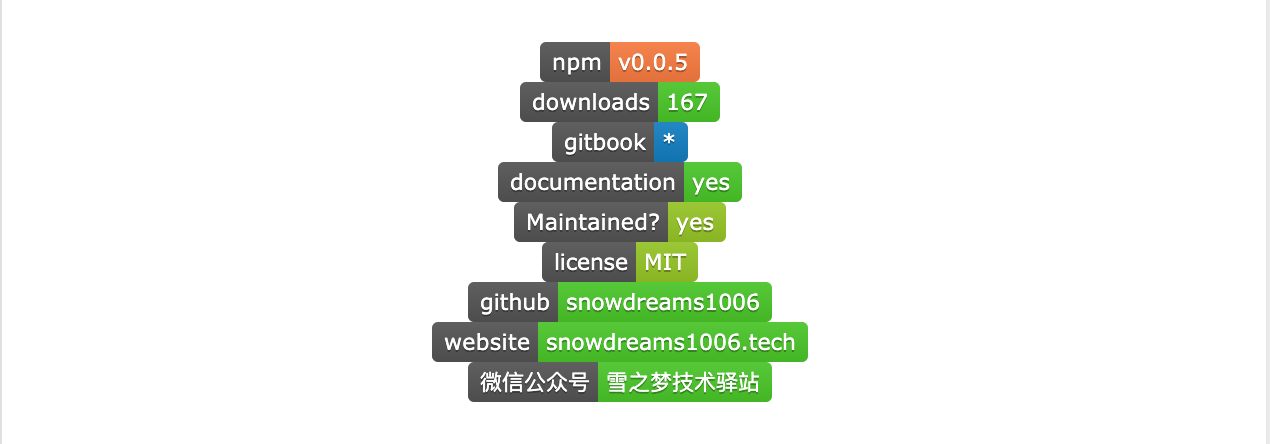 npm v0.0.5
downloads 167
gitbook *
documentation yes
Maintained? yes
license MIT
github snowdreams1006
website snowdreams1006.tech
微信公众号 雪之梦技术驿站